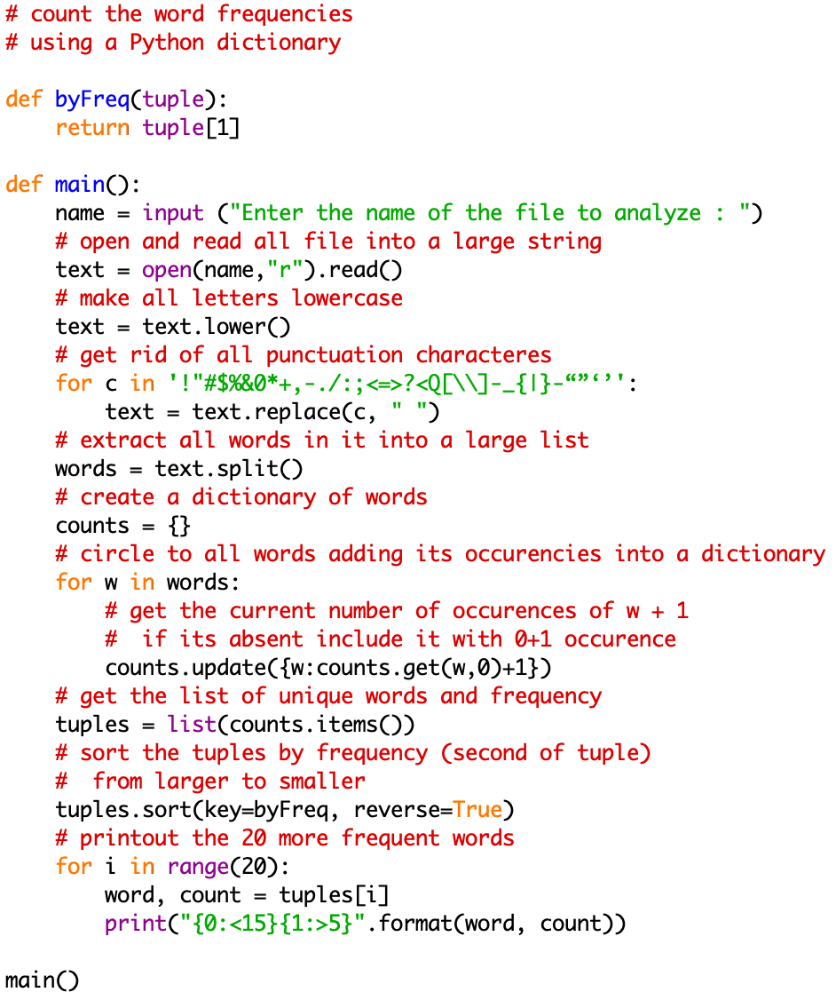 # count the word frequencies
# using a Python dictionary
def byFreq(tuple):
    return tuple[1]
def main():
    name = input ("Enter the name of the file to analyze : ")
    # open and read all file into a large string
    text = open(name,"r").read()
    # make all letters lowercase
    text = text.lower()
    # get rid of all punctuation characteres
    for c in '!"#$%&0*+,-./:;<=>?<Q[\\]-_{|}-“”‘’':
        text = text.replace(c, " ")
    # extract all words in it into a large list
    words = text.split()
    # create a dictionary of words
    counts = {}
    # circle to all words adding its occurencies into a dictionary
    for w in words:
        # get the current number of occurences of w + 1
        #  if its absent include it with 0+1 occurence
        counts.update({w:counts.get(w,0)+1})
    # get the list of unique words and frequency
    tuples = list(counts.items())
    # sort the tuples by frequency (second of tuple)
    #  from larger to smaller
    tuples.sort(key=byFreq, reverse=True)
    # printout the 20 more frequent words
    for i in range(20):
        word, count = tuples[i]
        print("{0:<15}{1:>5}".format(word, count))
main()